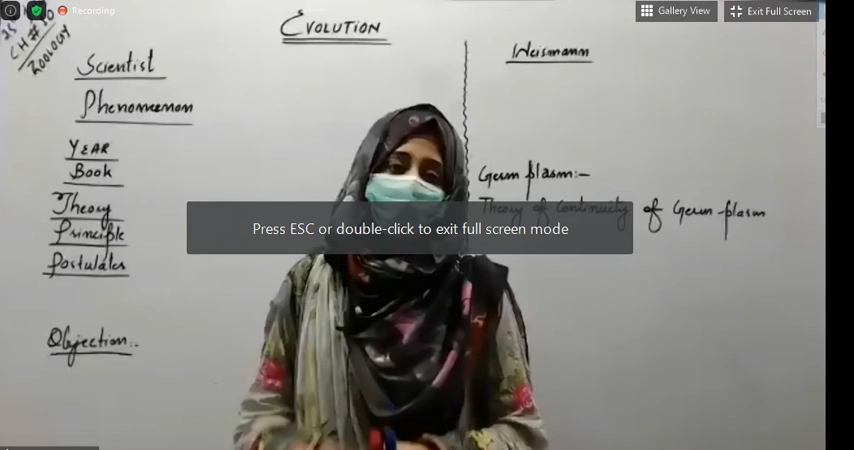 Recording
Gallery View
Exit Full Screen
CH # 30
ZOOLOGY
EVOLUTION
Scientist
Phenomenon
YEAR
Book
Theory
Principle
Postulates
Objection:-
Weismann
Germ plasm:-
Theory of Continuity of Germ-plasm
Press ESC or double-click to exit full screen mode